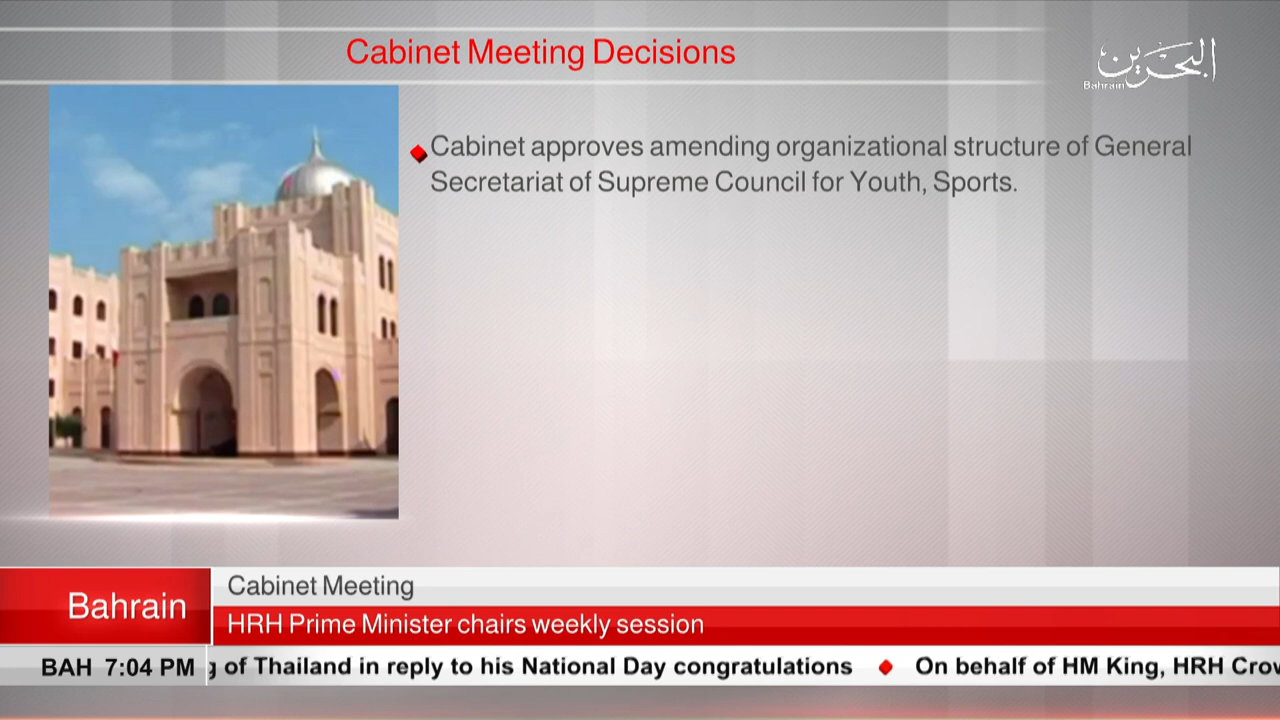 Cabinet Meeting Decisions
البحرين
Bahrain
Cabinet approves amending organizational structure of General
Secretariat of Supreme Council for Youth, Sports.
Bahrain
Cabinet Meeting
HRH Prime Minister chairs weekly session
BAH 7:04 PM
g of Thailand in reply to his National Day congratulations ♦ On behalf of HM King, HRH Crov